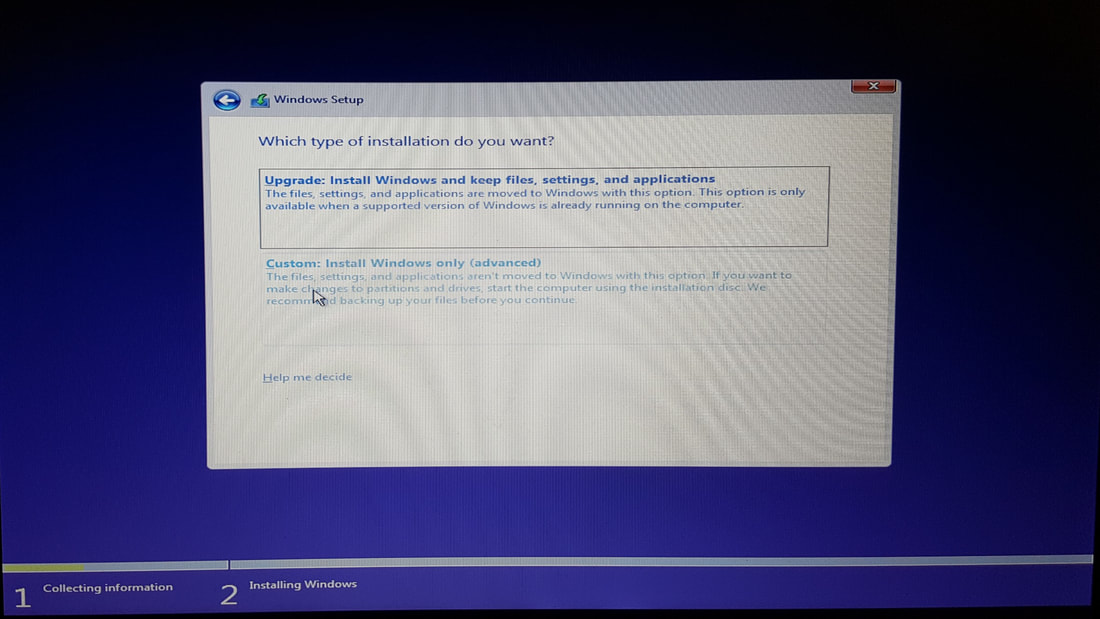 Windows Setup
Which type of installation do you want?
Upgrade: Install Windows and keep files, settings, and applications
The files, settings, and applications are moved to Windows with this option. This option is only
available when a supported version of Windows is already running on the computer.
Custom: Install Windows only (advanced)
The files, settings, and applications aren't moved to Windows with this option. If you want to
make changes to partitions and drives, start the computer using the installation disc. We
recommend backing up your files before you continue.
Help me decide
1 Collecting information
2 Installing Windows